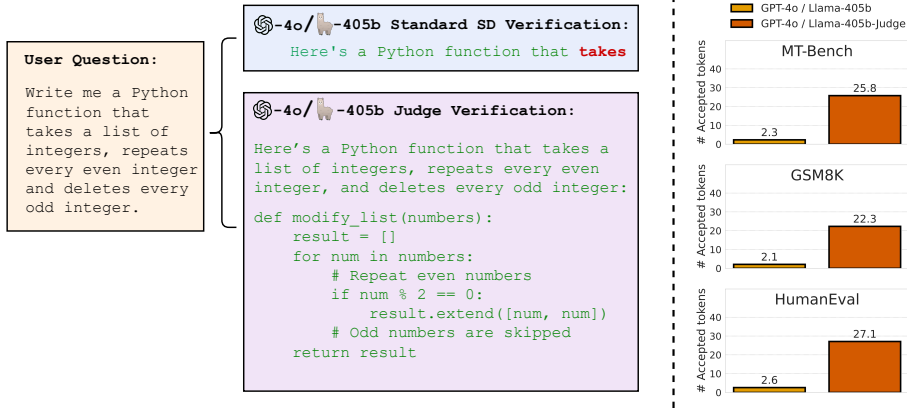 User Question:
Write me a Python
function that
takes a list of
integers, repeats
every even integer
and deletes every
odd integer.
-4o/ -405b Standard SD Verification:
Here's a Python function that takes
-4o/ -405b Judge Verification:
Here's a Python function that takes a
list of integers, repeats every even
integer, and deletes every odd integer:
def modify_list(numbers):
    result = []
    for num in numbers:
        # Repeat even numbers
        if num % 2 == 0:
            result.extend([num, num])
        # Odd numbers are skipped
    return result
GPT-4o / Llama-405b
GPT-4o / Llama-405b-Judge
MT-Bench
# Accepted tokens
40
30
20
10
0
2.3
25.8
GSM8K
# Accepted tokens
40
30
20
10
0
2.1
22.3
HumanEval
# Accepted tokens
40
30
20
10
0
2.6
27.1